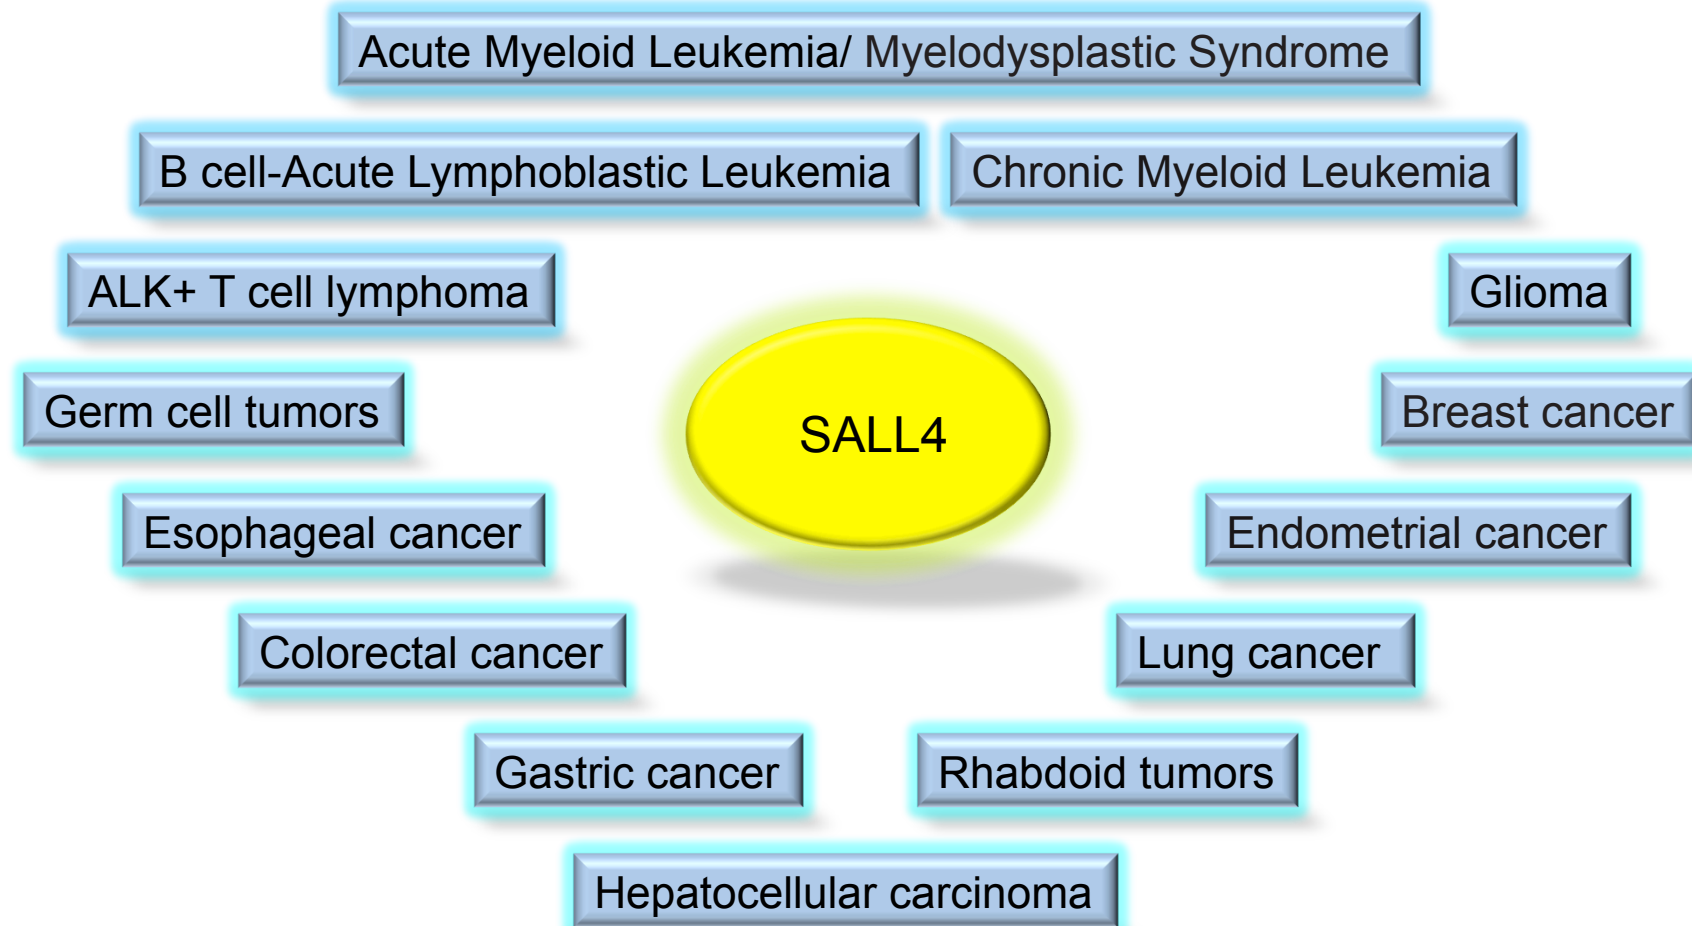 Acute Myeloid Leukemia/ Myelodysplastic Syndrome
B cell-Acute Lymphoblastic Leukemia
Chronic Myeloid Leukemia
ALK+ T cell lymphoma
Glioma
Germ cell tumors
SALL4
Breast cancer
Esophageal cancer
Endometrial cancer
Colorectal cancer
Lung cancer
Gastric cancer
Rhabdoid tumors
Hepatocellular carcinoma